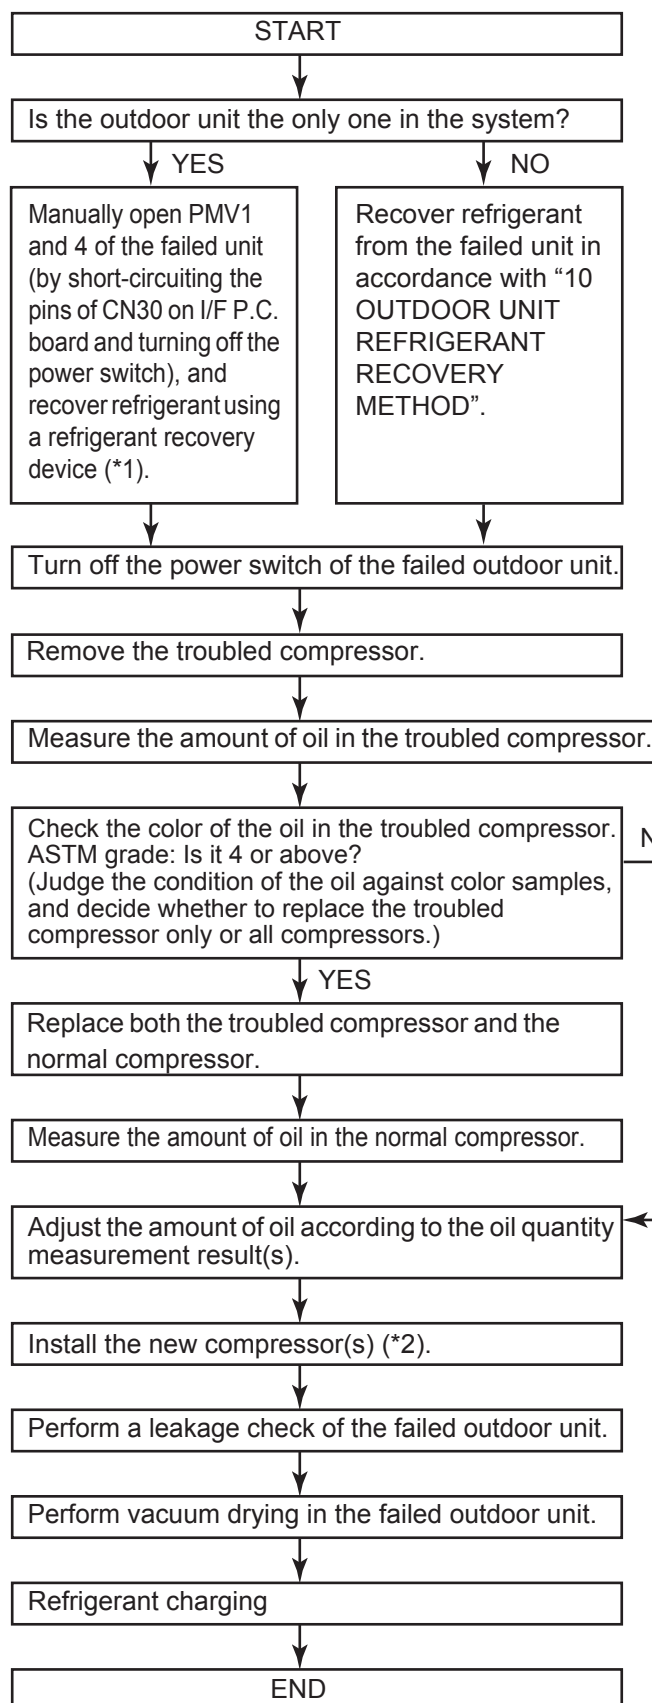 START
Is the outdoor unit the only one in the system?
YES
NO
Manually open PMV1
and 4 of the failed unit
(by short-circuiting the
pins of CN30 on I/F P.C.
board and turning off the
power switch), and
recover refrigerant using
a refrigerant recovery
device (*1).
Recover refrigerant
from the failed unit in
accordance with “10
OUTDOOR UNIT
REFRIGERANT
RECOVERY
METHOD”.
Turn off the power switch of the failed outdoor unit.
Remove the troubled compressor.
Measure the amount of oil in the troubled compressor.
Check the color of the oil in the troubled compressor.
ASTM grade: Is it 4 or above?
(Judge the condition of the oil against color samples,
and decide whether to replace the troubled
compressor only or all compressors.)
YES
Replace both the troubled compressor and the
normal compressor.
Measure the amount of oil in the normal compressor.
Adjust the amount of oil according to the oil quantity
measurement result(s).
Install the new compressor(s) (*2).
Perform a leakage check of the failed outdoor unit.
Perform vacuum drying in the failed outdoor unit.
Refrigerant charging
END